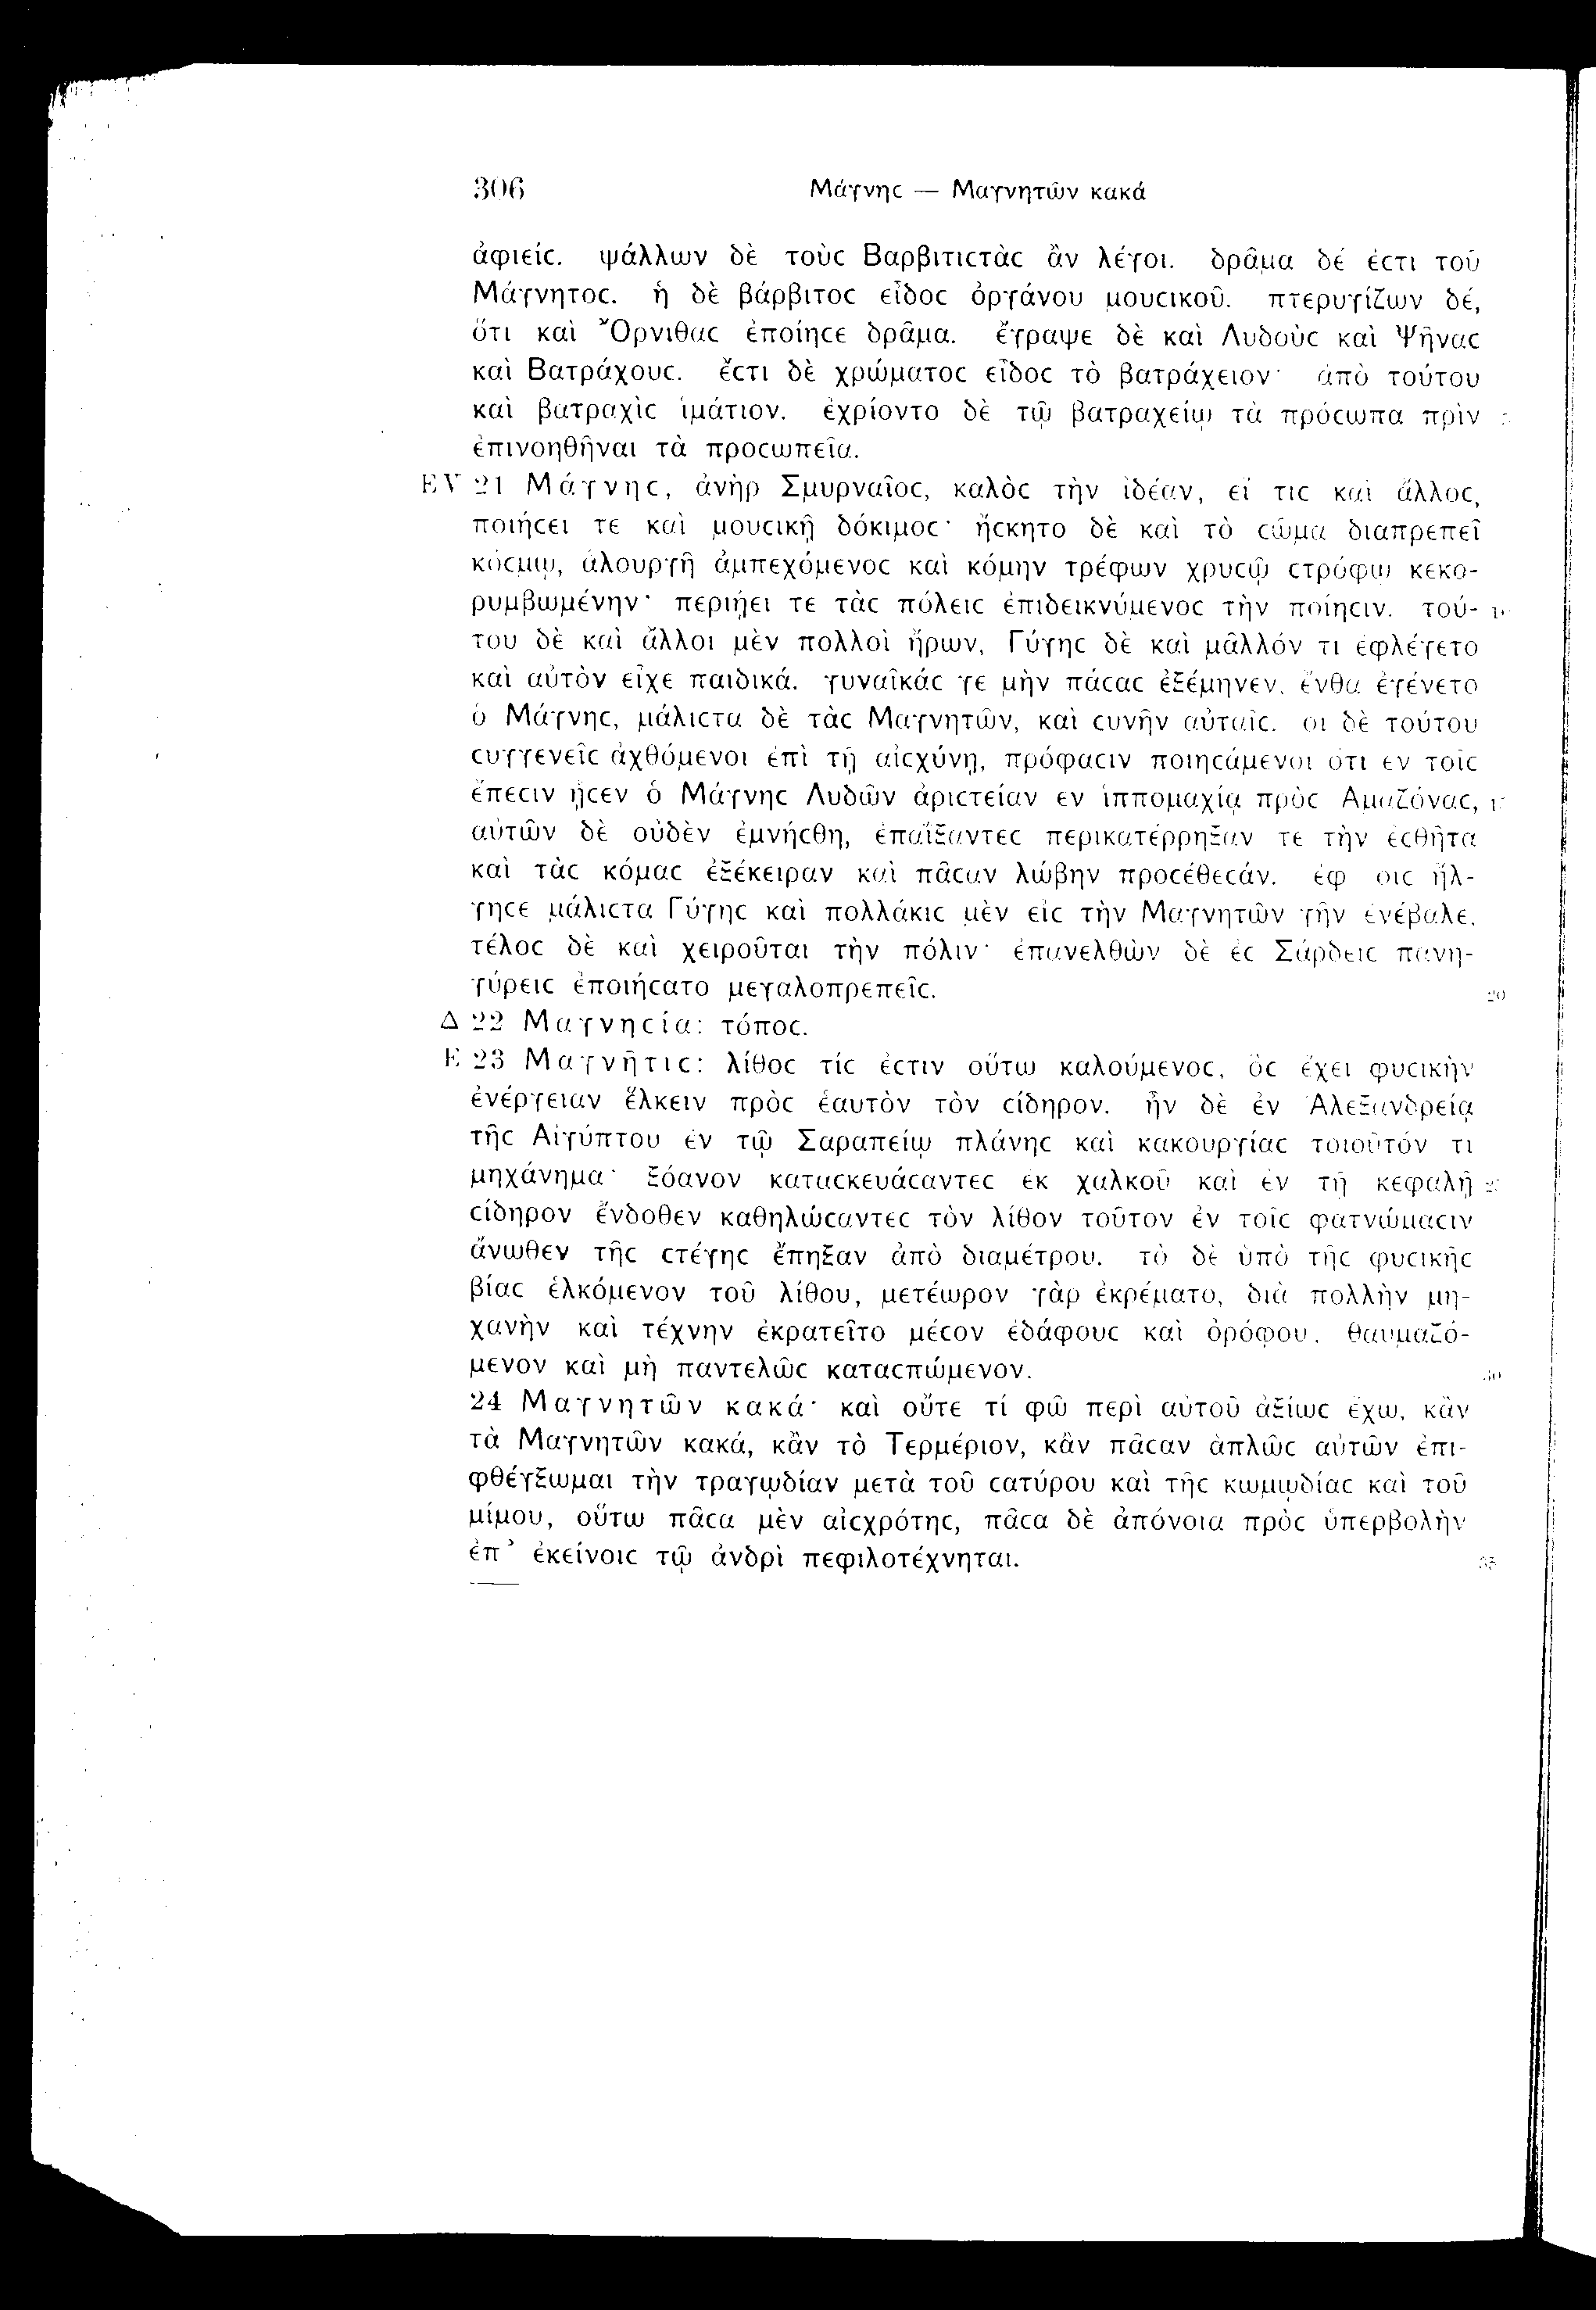 306 Μάγνηϲ — Μαγνητῶν κακά
ἀφιείϲ. ψάλλων δὲ τοὺϲ Βαρβιτιϲτὰϲ ἂν λέγοι. δρᾶμα δέ ἐϲτι τοῦ
Μάγνητοϲ. ἡ δὲ βάρβιτοϲ εἶδοϲ ὀργάνου μουϲικοῦ. πτερυγίζων δέ,
ὅτι καὶ Ὄρνιθαϲ ἐποίηϲε δρᾶμα. ἔγραψε δὲ καὶ Λυδοὺϲ καὶ Ψῆναϲ
καὶ Βατράχουϲ. ἔϲτι δὲ χρώματοϲ εἶδοϲ τὸ βατράχειον· ἀπὸ τούτου
καὶ βατραχὶϲ ἱμάτιον. ἐχρίοντο δὲ τῷ βατραχείῳ τὰ πρόϲωπα πρὶν
ἐπινοηθῆναι τὰ προϲωπεῖα.
EV 21 Μάγνηϲ, ἀνὴρ Σμυρναῖοϲ, καλὸϲ τὴν ἰδέαν, εἴ τιϲ καὶ ἄλλοϲ,
ποιήϲει τε καὶ μουϲικῇ δόκιμοϲ· ἤϲκητο δὲ καὶ τὸ ϲῶμα διαπρεπεῖ
κόϲμῳ, ἁλουργῆ ἀμπεχόμενοϲ καὶ κόμην τρέφων χρυϲῷ ϲτρόφῳ κεκο-
ρυμβωμένην· περιῄει τε τὰϲ πόλειϲ ἐπιδεικνύμενοϲ τὴν ποίηϲιν. τού- 10
του δὲ καὶ ἄλλοι μὲν πολλοὶ ἤρων, Γύγηϲ δὲ καὶ μᾶλλόν τι ἐφλέγετο
καὶ αὐτὸν εἶχε παιδικά. γυναῖκάϲ γε μὴν πάϲαϲ ἐξέμηνεν, ἔνθα ἐγένετο
ὁ Μάγνηϲ, μάλιϲτα δὲ τὰϲ Μαγνητῶν, καὶ ϲυνῆν αὐταῖϲ. οἱ δὲ τούτου
ϲυγγενεῖϲ ἀχθόμενοι ἐπὶ τῇ αἰϲχύνῃ, πρόφαϲιν ποιηϲάμενοι ὅτι ἐν τοῖϲ
ἔπεϲιν ᾖϲεν ὁ Μάγνηϲ Λυδῶν ἀριϲτείαν ἐν ἱππομαχίᾳ πρὸϲ Ἀμαζόναϲ,
αὐτῶν δὲ οὐδὲν ἐμνήϲθη, ἐπαΐξαντεϲ περικατέρρηξαν τε τὴν ἐϲθῆτα
καὶ τὰϲ κόμαϲ ἐξέκειραν καὶ πᾶϲαν λώβην προϲέθεϲάν. ἐφ᾽ οἷϲ ἤλ-
γηϲε μάλιϲτα Γύγηϲ καὶ πολλάκιϲ μὲν εἰϲ τὴν Μαγνητῶν γῆν ἐνέβαλε,
τέλοϲ δὲ καὶ χειροῦται τὴν πόλιν· ἐπανελθὼν δὲ ἐϲ Σάρδειϲ πανη-
γύρειϲ ἐποιήϲατο μεγαλοπρεπεῖϲ. 20
Δ 22 Μαγνηϲία: τόποϲ.
E 23 Μαγνῆτιϲ: λίθοϲ τίϲ ἐϲτιν οὕτω καλούμενοϲ, ὃϲ ἔχει φυϲικὴν
ἐνέργειαν ἕλκειν πρὸϲ ἑαυτὸν τὸν ϲίδηρον. ἦν δὲ ἐν Ἀλεξανδρείᾳ
τῆϲ Αἰγύπτου ἐν τῷ Σαραπείῳ πλάνηϲ καὶ κακουργίαϲ τοιοῦτόν τι
μηχάνημα· ξόανον καταϲκευάϲαντεϲ ἐκ χαλκοῦ καὶ ἐν τῇ κεφαλῇ
ϲίδηρον ἔνδοθεν καθηλώϲαντεϲ τὸν λίθον τοῦτον ἐν τοῖϲ φατνώμαϲιν
ἄνωθεν τῆϲ ϲτέγηϲ ἔπηξαν ἀπὸ διαμέτρου. τὸ δὲ ὑπὸ τῆϲ φυϲικῆϲ
βίαϲ ἑλκόμενον τοῦ λίθου, μετέωρον γὰρ ἐκρέματο, διὰ πολλὴν μη-
χανὴν καὶ τέχνην ἐκρατεῖτο μέϲον ἐδάφουϲ καὶ ὀρόφου, θαυμαζό-
μενον καὶ μὴ παντελῶϲ καταϲπώμενον. 30
24 Μαγνητῶν κακά· καὶ οὔτε τί φῶ περὶ αὐτοῦ ἀξίωϲ ἔχω, κἂν
τὰ Μαγνητῶν κακά, κἂν τὸ Τερμέριον, κἂν πᾶϲαν ἁπλῶϲ αὐτῶν ἐπι-
φθέγξωμαι τὴν τραγῳδίαν μετὰ τοῦ ϲατύρου καὶ τῆϲ κωμῳδίαϲ καὶ τοῦ
μίμου, οὕτω πᾶϲα μὲν αἰϲχρότηϲ, πᾶϲα δὲ ἀπόνοια πρὸϲ ὑπερβολὴν
ἐπ᾽ ἐκείνοιϲ τῷ ἀνδρὶ πεφιλοτέχνηται. 35